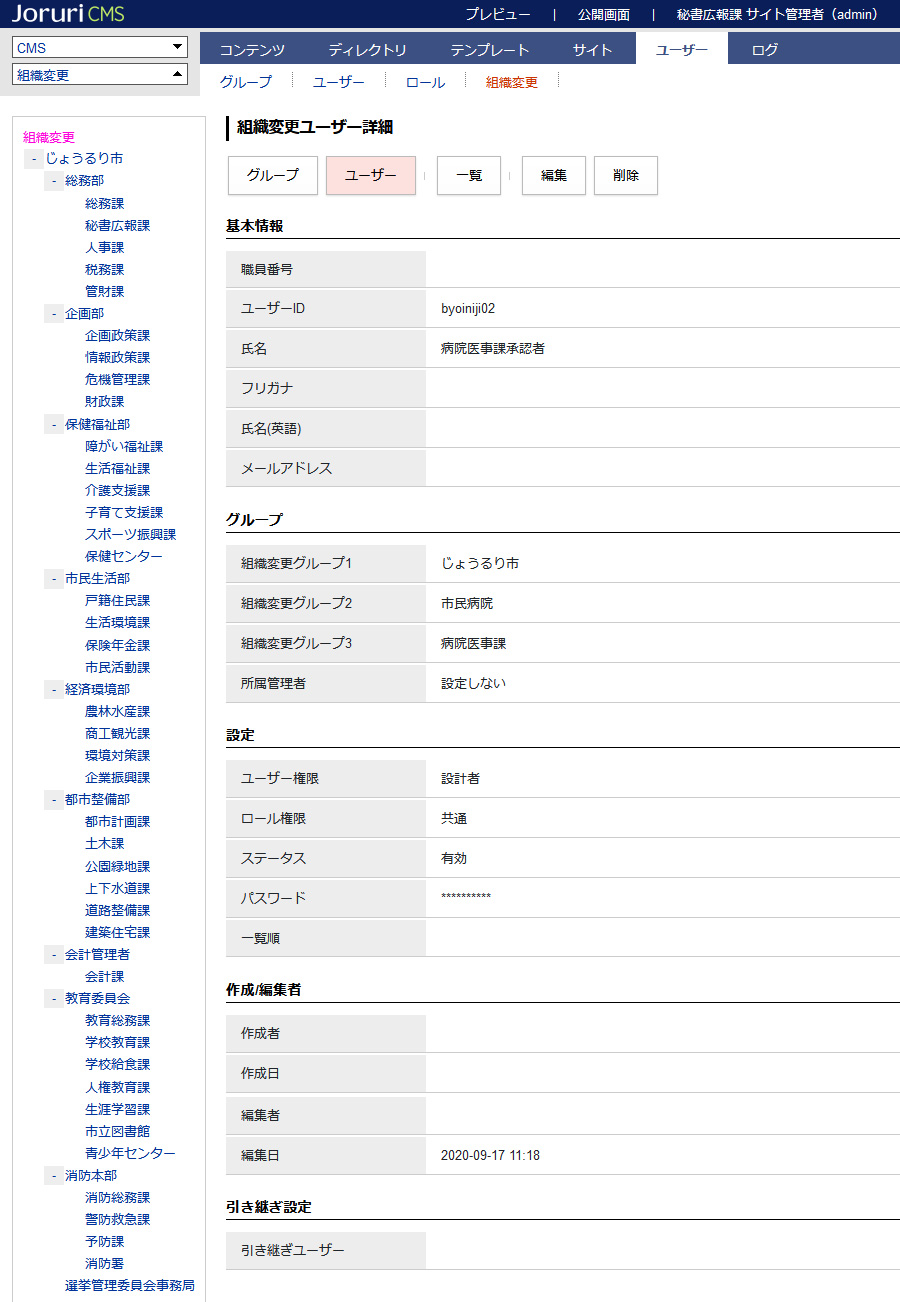 Joruri CMS
プレビュー | 公開画面 | 秘書広報課 サイト管理者（admin）
CMS
組織変更
コンテンツ ディレクトリ テンプレート サイト ユーザー ログ
グループ ユーザー ロール 組織変更
組織変更
- じょうるり市
- 総務部
総務課
秘書広報課
人事課
税務課
管財課
- 企画部
企画政策課
情報政策課
危機管理課
財政課
- 保健福祉部
障がい福祉課
生活福祉課
介護支援課
子育て支援課
スポーツ振興課
保健センター
- 市民生活部
戸籍住民課
生活環境課
保険年金課
市民活動課
- 経済環境部
農林水産課
商工観光課
環境対策課
企業振興課
- 都市整備部
都市計画課
土木課
公園緑地課
上下水道課
道路整備課
建築住宅課
- 会計管理者
会計課
- 教育委員会
教育総務課
学校教育課
学校給食課
人権教育課
生涯学習課
市立図書館
青少年センター
- 消防本部
消防総務課
警防救急課
予防課
消防署
選挙管理委員会事務局
組織変更ユーザー詳細
グループ ユーザー 一覧 編集 削除
基本情報
職員番号
ユーザーID byoiniji02
氏名 病院医事課承認者
フリガナ
氏名(英語)
メールアドレス
グループ
組織変更グループ1 じょうるり市
組織変更グループ2 市民病院
組織変更グループ3 病院医事課
所属管理者 設定しない
設定
ユーザー権限 設計者
ロール権限 共通
ステータス 有効
パスワード **********
一覧順
作成/編集者
作成者
作成日
編集者
編集日 2020-09-17 11:18
引き継ぎ設定
引き継ぎユーザー